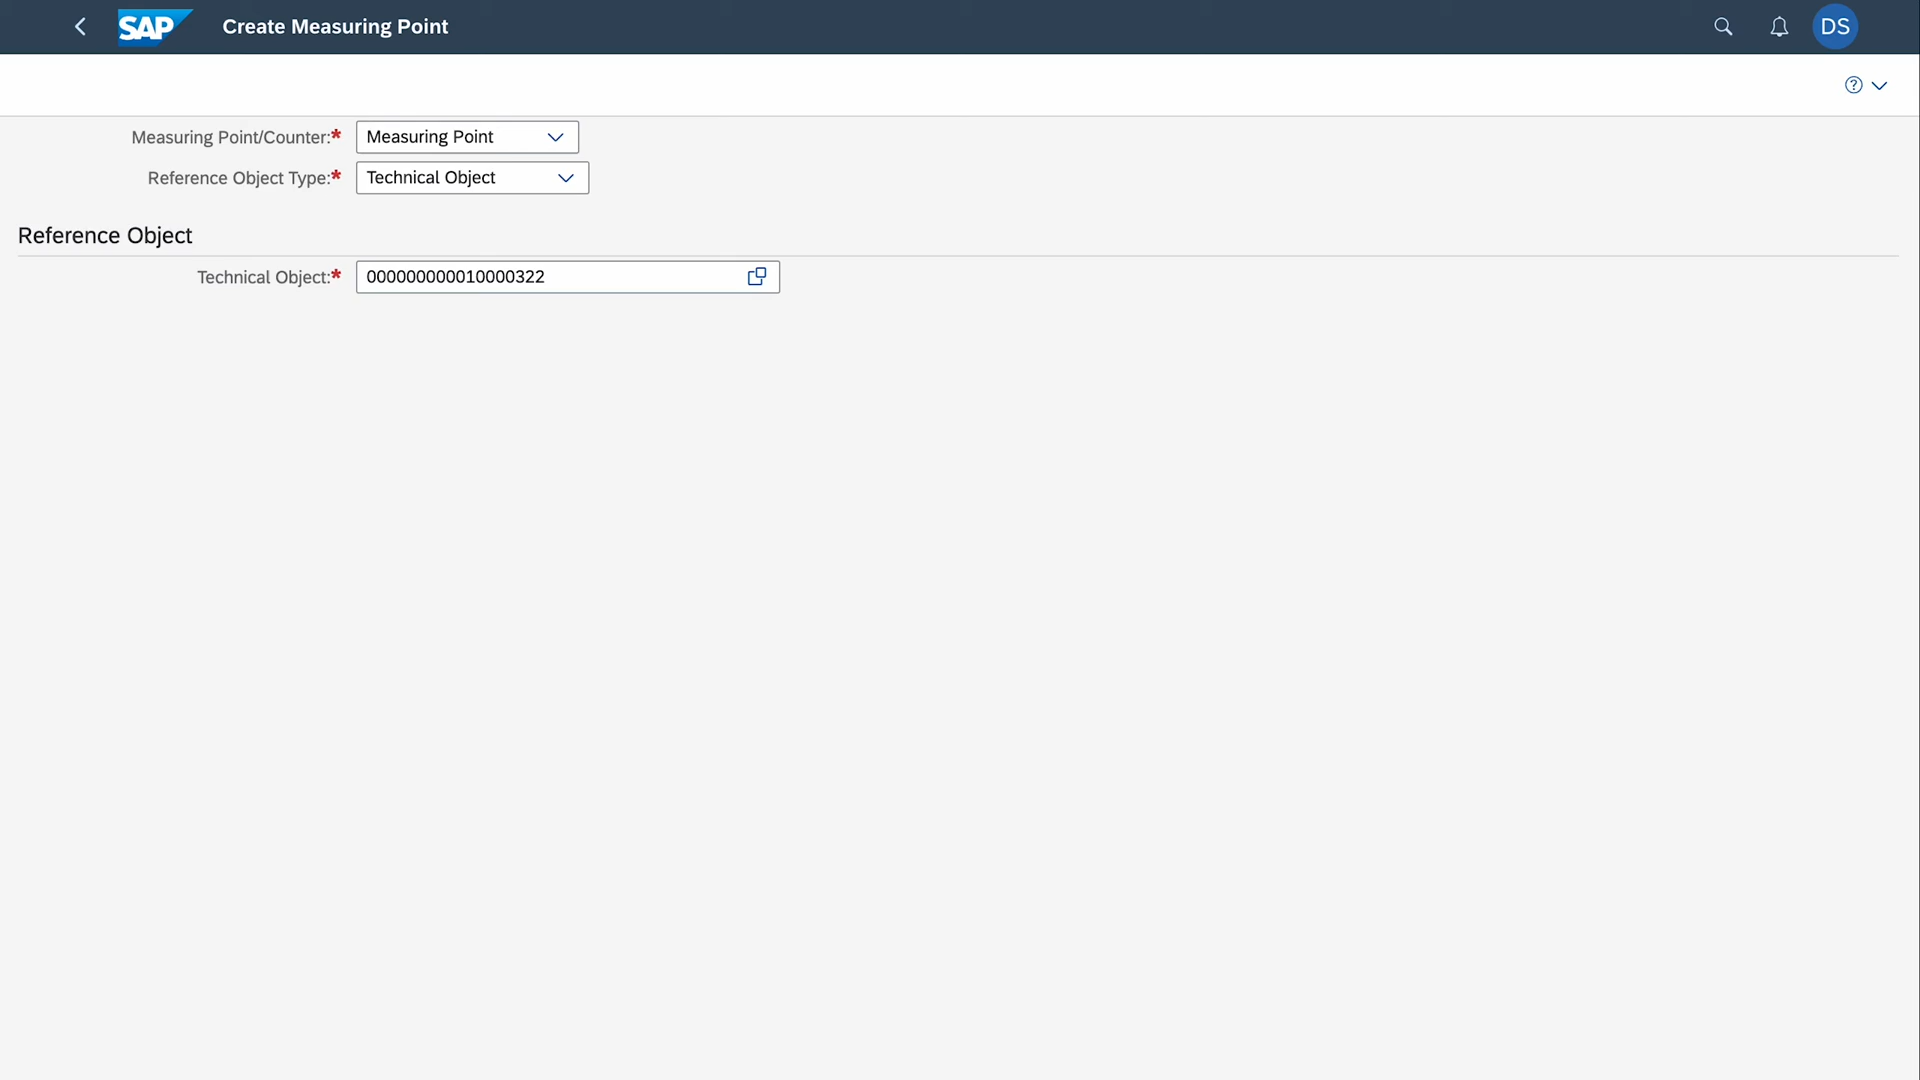 SAP Create Measuring Point DS
Measuring Point/Counter:* Measuring Point
Reference Object Type:* Technical Object
Reference Object
Technical Object:* 000000000010000322